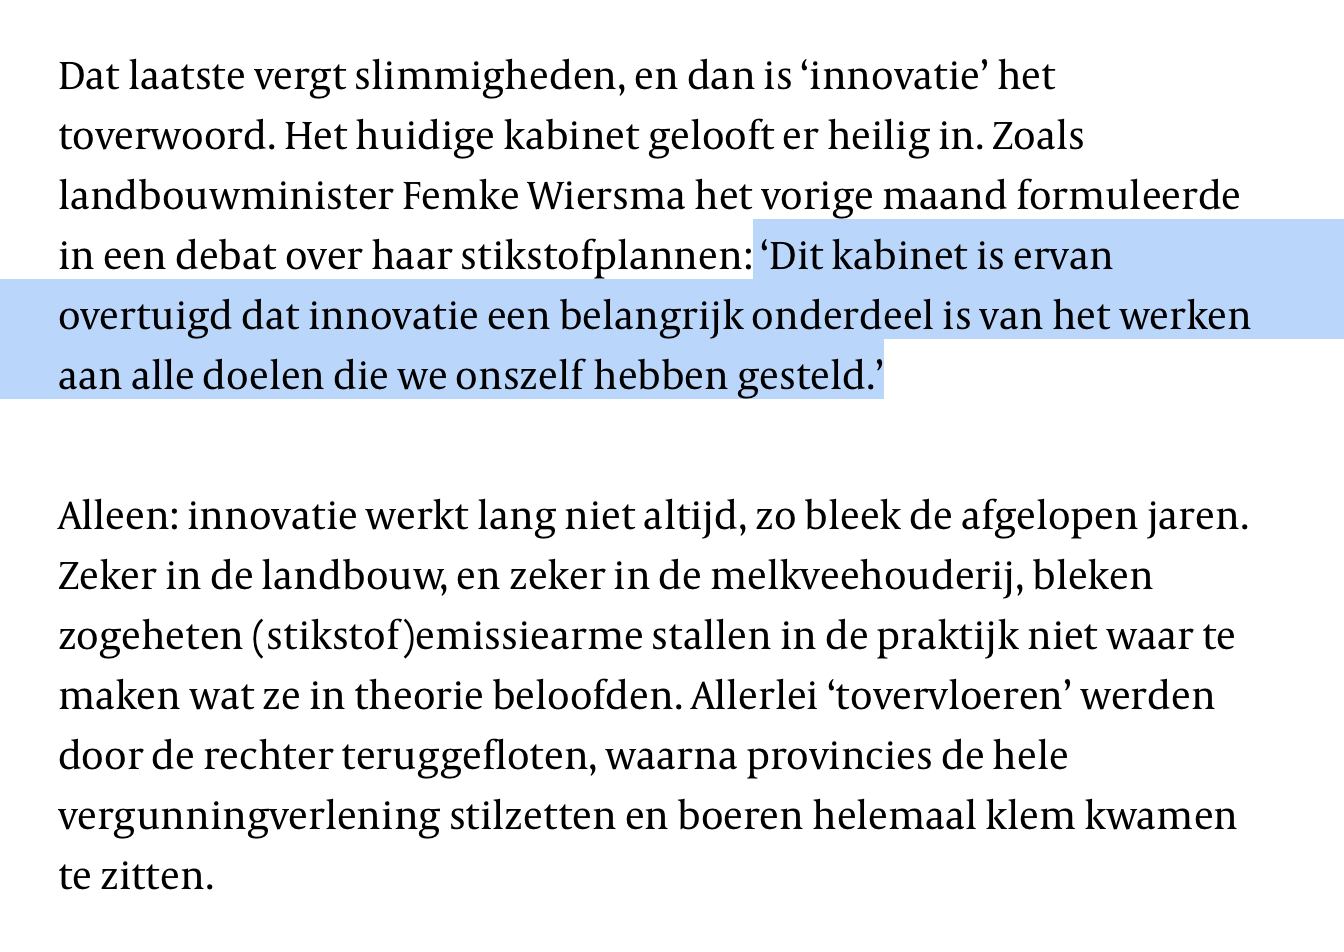 Dat laatste vergt slimmigheden, en dan is ‘innovatie’ het
toverwoord. Het huidige kabinet gelooft er heilig in. Zoals
landbouwminister Femke Wiersma het vorige maand formuleerde
in een debat over haar stikstofplannen: ‘Dit kabinet is ervan
overtuigd dat innovatie een belangrijk onderdeel is van het werken
aan alle doelen die we onszelf hebben gesteld.’
Alleen: innovatie werkt lang niet altijd, zo bleek de afgelopen jaren.
Zeker in de landbouw, en zeker in de melkveehouderij, bleken
zogeheten (stikstof)emissiearme stallen in de praktijk niet waar te
maken wat ze in theorie beloofden. Allerlei ‘tovervloeren’ werden
door de rechter teruggefloten, waarna provincies de hele
vergunningverlening stilzetten en boeren helemaal klem kwamen
te zitten.